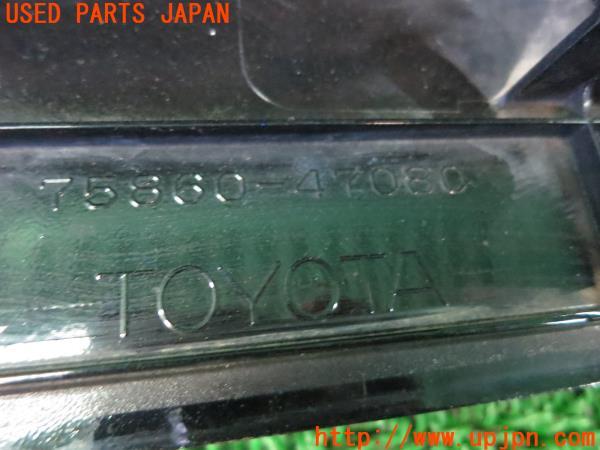 USED PARTS JAPAN
75860-47080
TOYOTA
http://www.upjpn.com